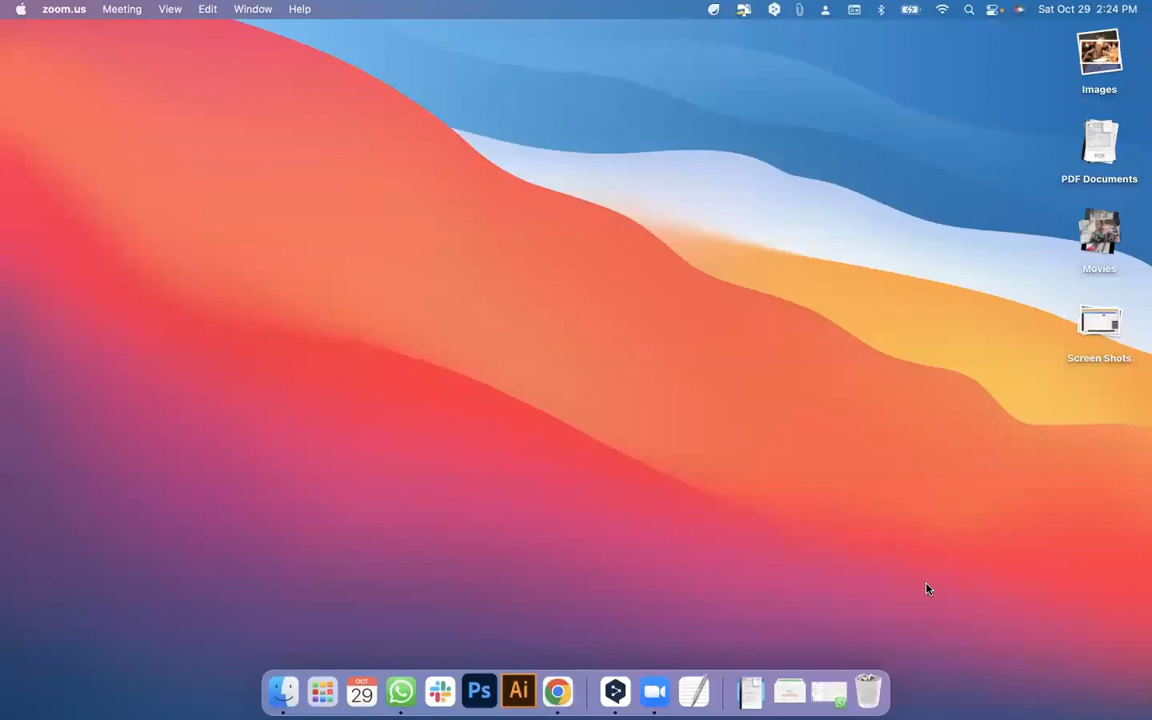 zoom.us Meeting View Edit Window Help Sat Oct 29 2:24 PM
Images
PDF
PDF Documents
Movies
Screen Shots
OCT
29
Ps
Ai